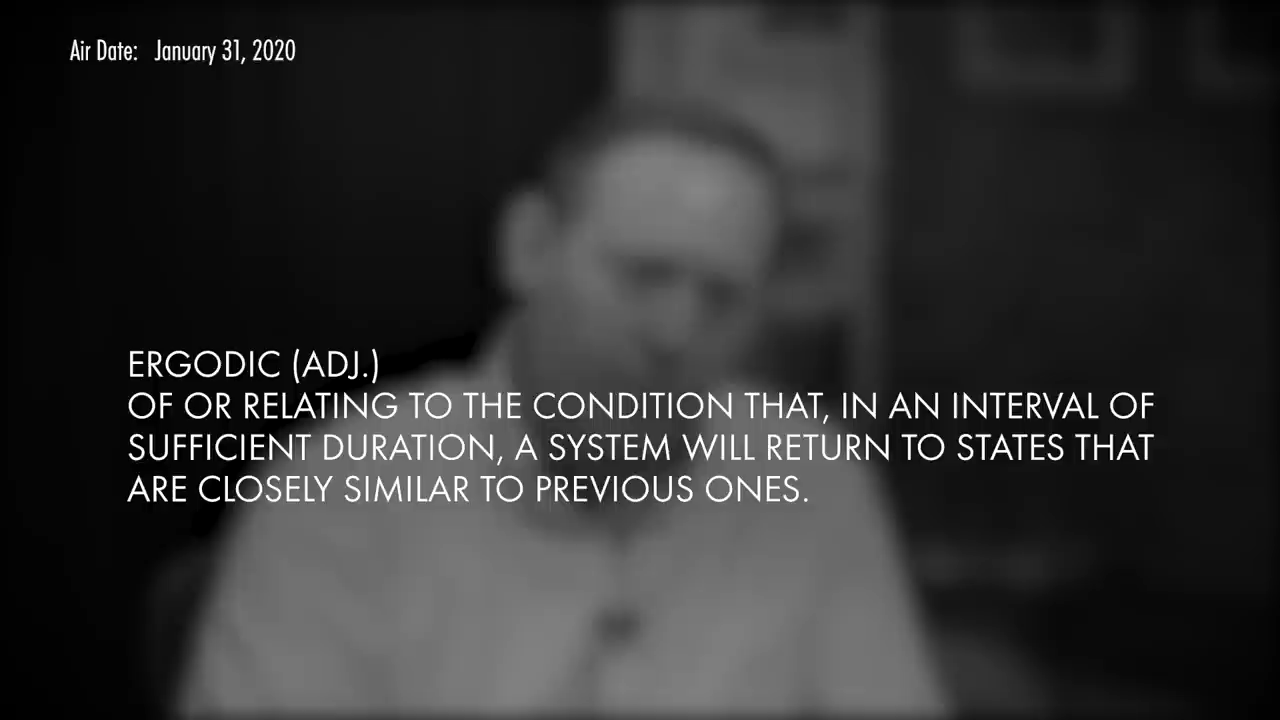 Air Date: January 31, 2020
ERGODIC (ADJ.)
OF OR RELATING TO THE CONDITION THAT, IN AN INTERVAL OF
SUFFICIENT DURATION, A SYSTEM WILL RETURN TO STATES THAT
ARE CLOSELY SIMILAR TO PREVIOUS ONES.